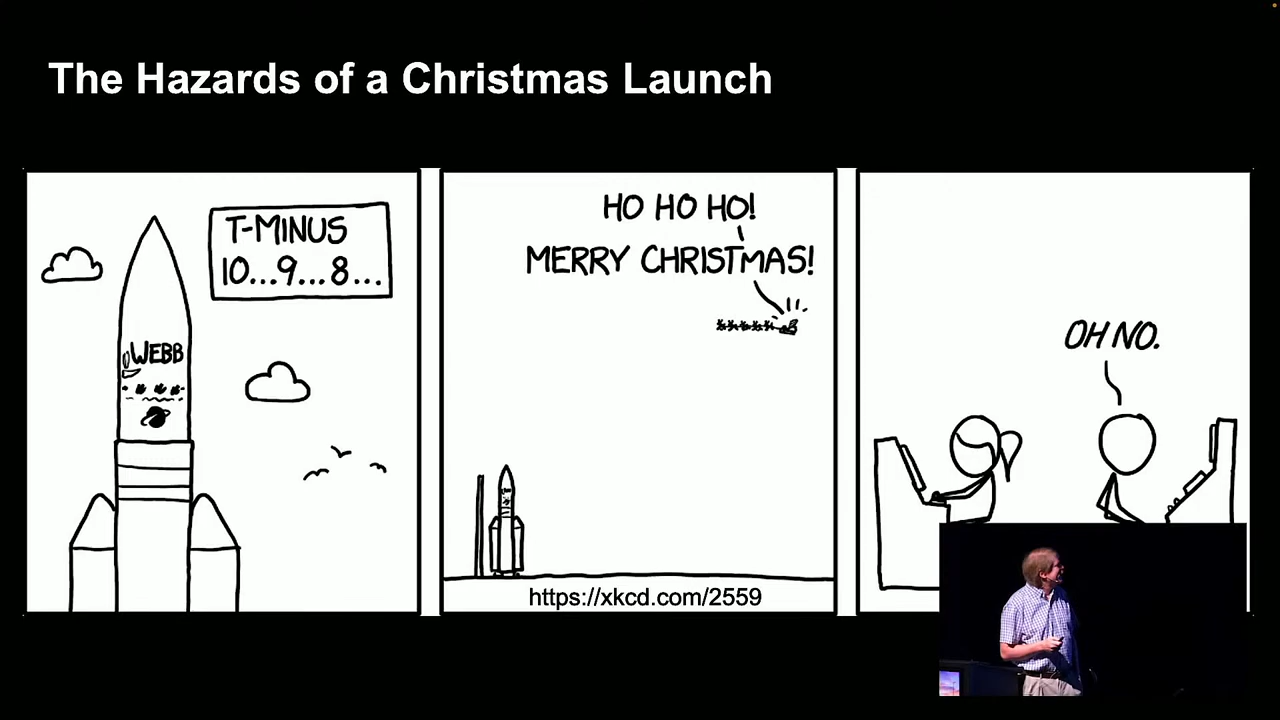 The Hazards of a Christmas Launch
T-MINUS
10...9...8...
WEBB
HO HO HO!
MERRY CHRISTMAS!
https://xkcd.com/2559
OH NO.